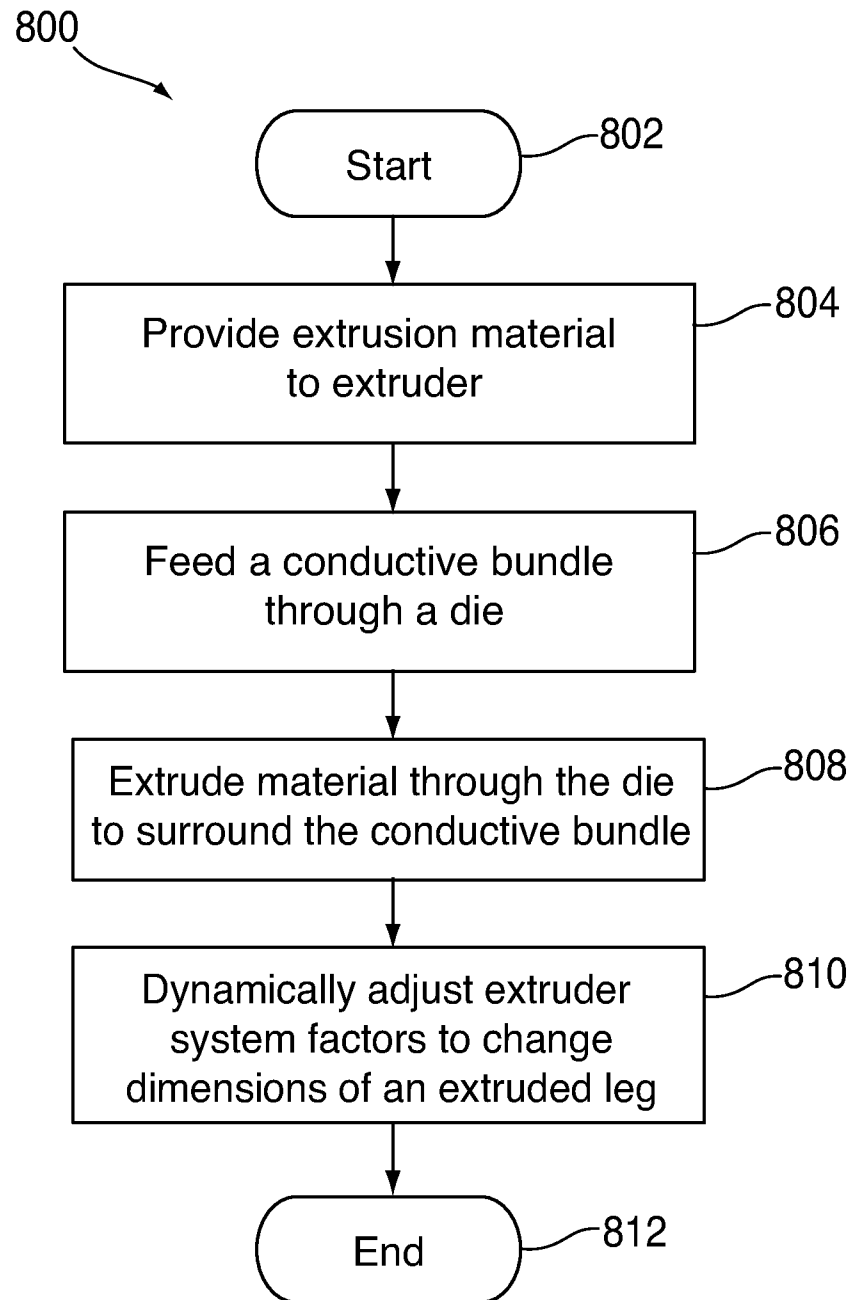 800
Start
802
Provide extrusion material
to extruder
804
Feed a conductive bundle
through a die
806
Extrude material through the die
to surround the conductive bundle
808
Dynamically adjust extruder
system factors to change
dimensions of an extruded leg
810
End
812